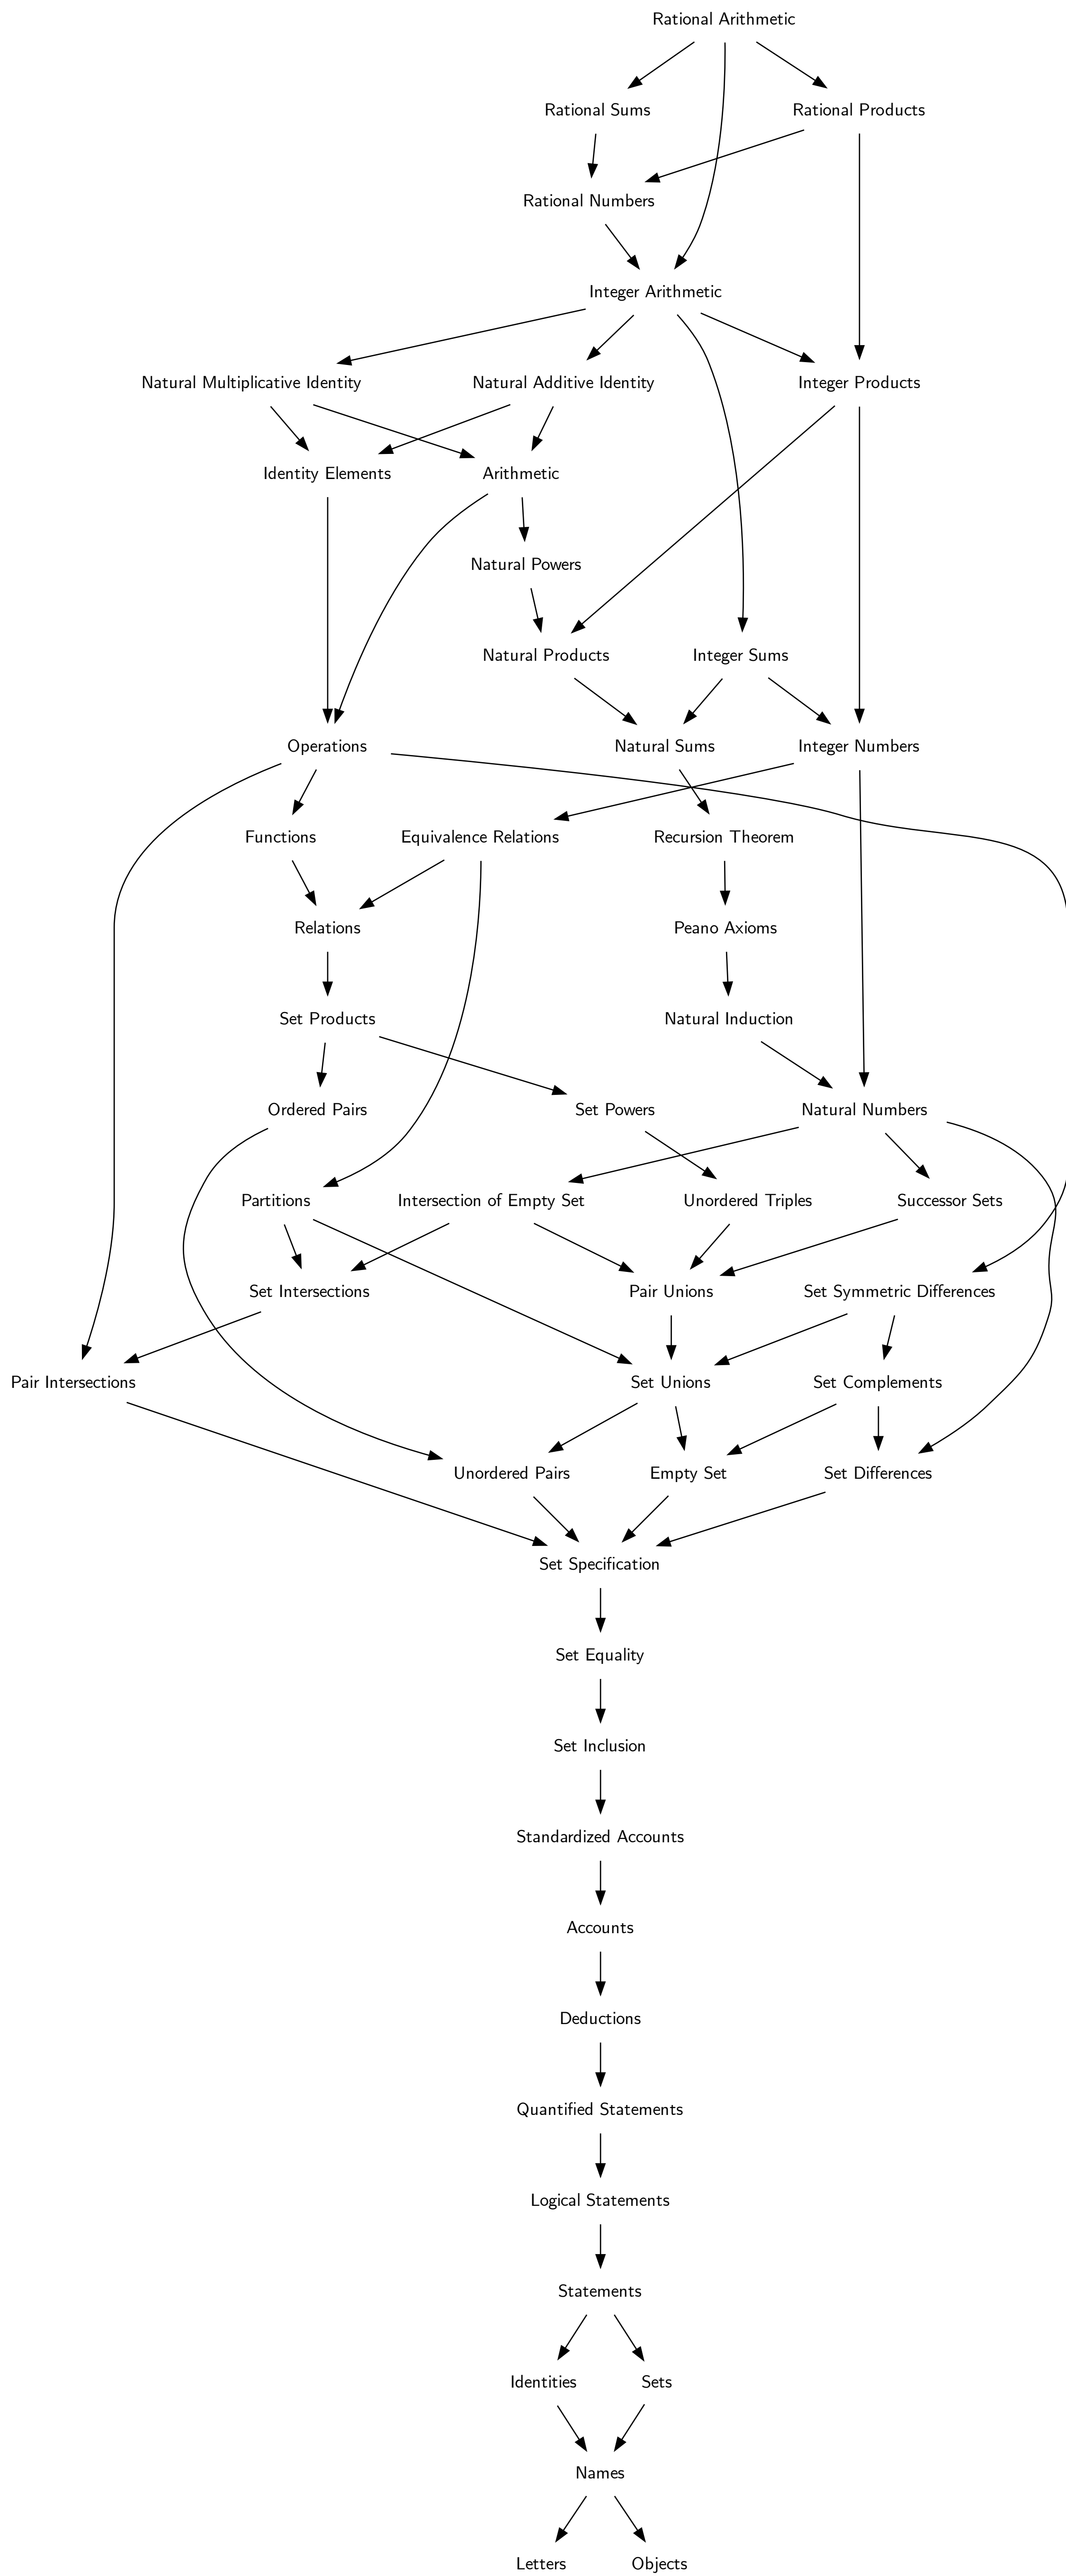 Rational Arithmetic
Rational Sums
Rational Products
Rational Numbers
Integer Arithmetic
Natural Multiplicative Identity
Natural Additive Identity
Integer Products
Identity Elements
Arithmetic
Natural Powers
Natural Products
Integer Sums
Operations
Natural Sums
Integer Numbers
Functions
Equivalence Relations
Recursion Theorem
Relations
Peano Axioms
Set Products
Natural Induction
Ordered Pairs
Set Powers
Natural Numbers
Partitions
Intersection of Empty Set
Unordered Triples
Successor Sets
Set Intersections
Pair Unions
Set Symmetric Differences
Pair Intersections
Set Unions
Set Complements
Unordered Pairs
Empty Set
Set Differences
Set Specification
Set Equality
Set Inclusion
Standardized Accounts
Accounts
Deductions
Quantified Statements
Logical Statements
Statements
Identities
Sets
Names
Letters
Objects